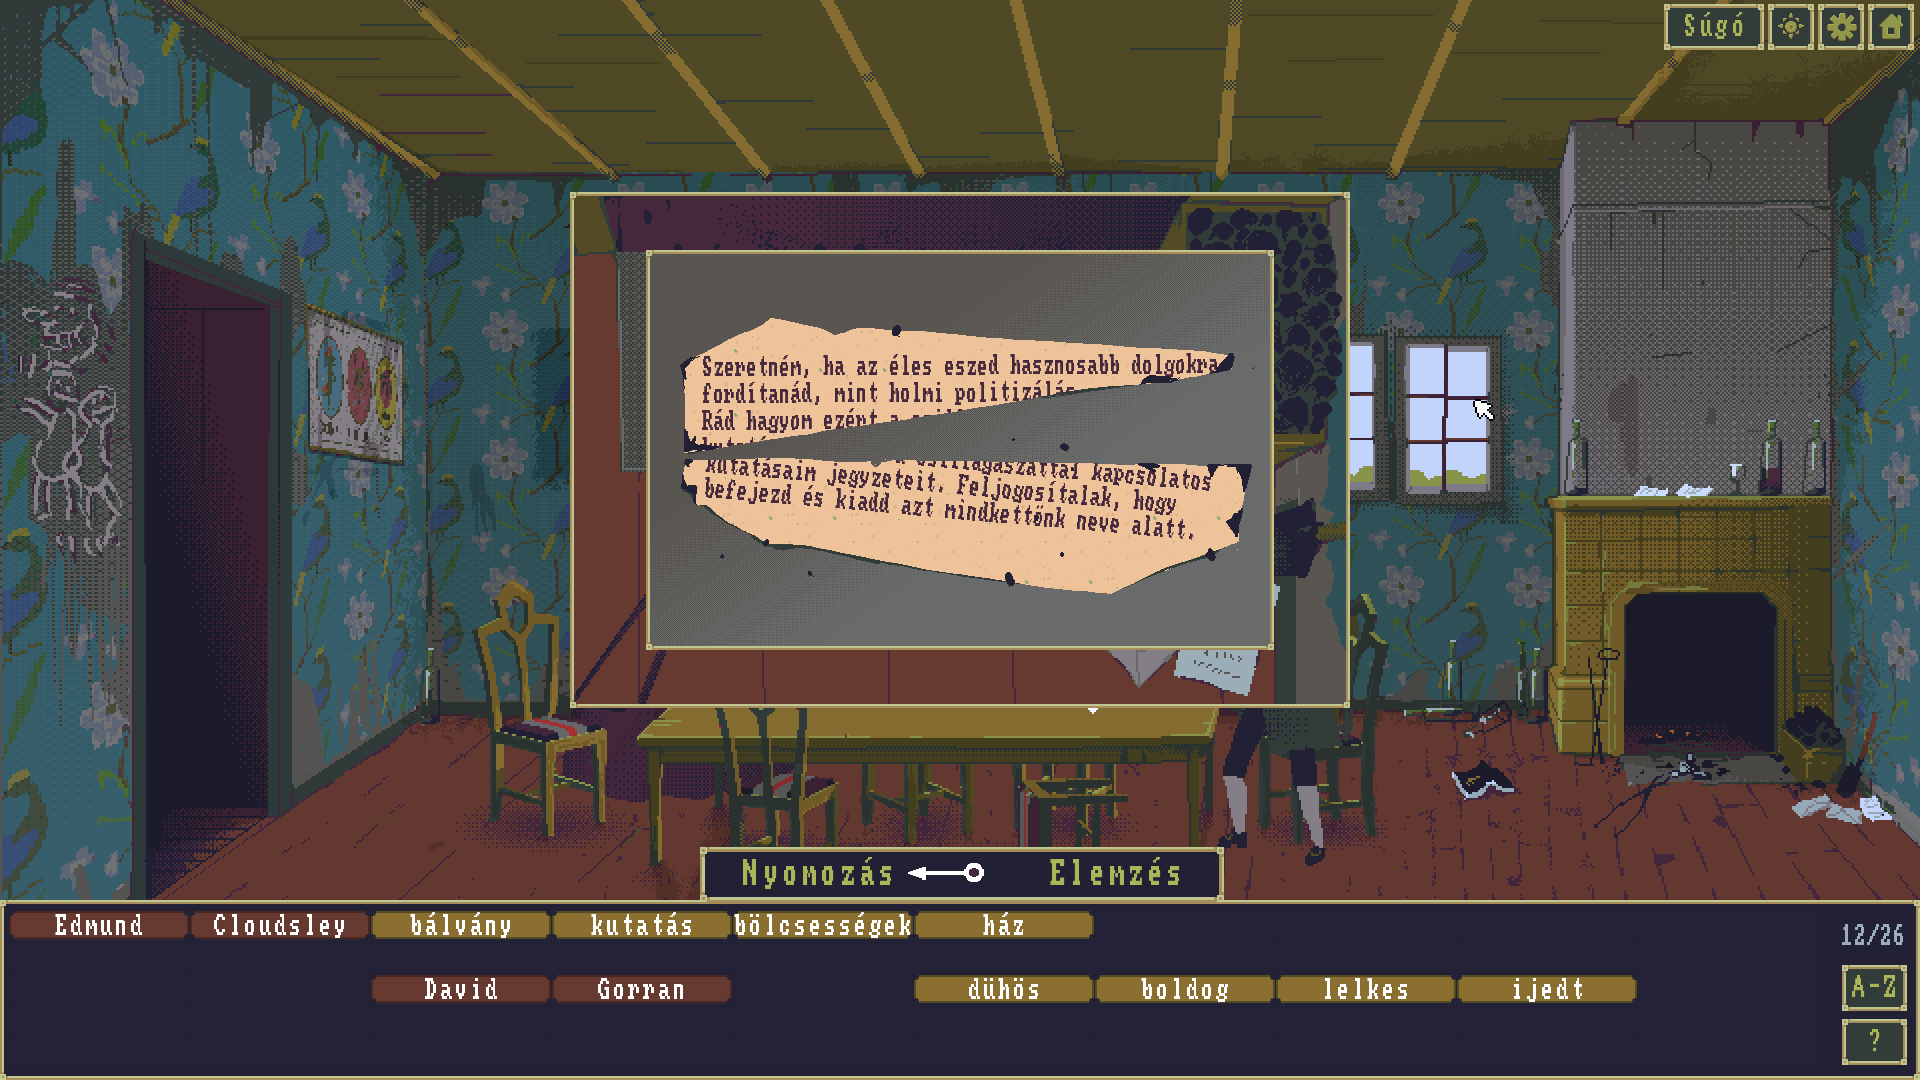 Súgó
Szeretném, ha az éles eszed hasznosabb dolgokra
fordítanád, mint holmi politizálás
Rád hagyom ezért a
kutatásaim jegyzeteit. Feljogosítalak, hogy
befejezd és kiadd azt mindkettőnk neve alatt.
Nyomozás Elemzés
Edmund Cloudsley bálvány kutatás bölcsességek ház
12/26
David Gorran dühös boldog lelkes ijedt
A-Z
?